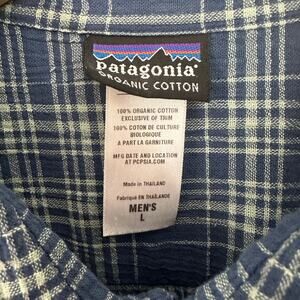 patagonia®
ORGANIC COTTON
100% ORGANIC COTTON
EXCLUSIVE OF TRIM
100% COTON DE CULTURE
BIOLOGIQUE
A PART LA GARNITURE
MFG DATE AND LOCATION
AT PCPSIA.COM
Made in THAILAND
Fabriqué EN THAÏLANDE
MEN'S
L